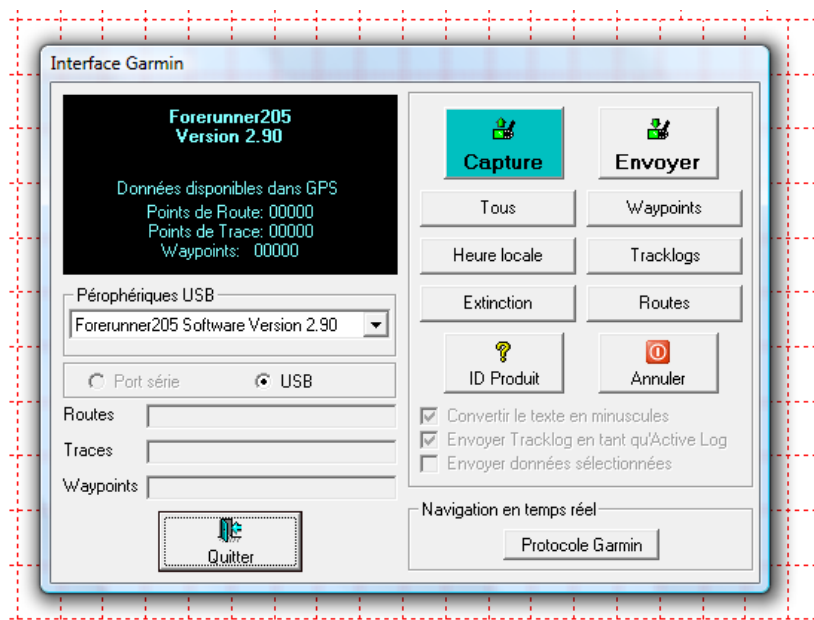 Interface Garmin
Forerunner205
Version 2.90
Données disponibles dans GPS
Points de Route: 00000
Points de Trace: 00000
Waypoints: 00000
Pérophériques USB
Forerunner205 Software Version 2.90
Port série
USB
Routes
Traces
Waypoints
Quitter
Capture
Envoyer
Tous
Waypoints
Heure locale
Tracklogs
Extinction
Routes
ID Produit
Annuler
Convertir le texte en minuscules
Envoyer Tracklog en tant qu'Active Log
Envoyer données sélectionnées
Navigation en temps réel
Protocole Garmin